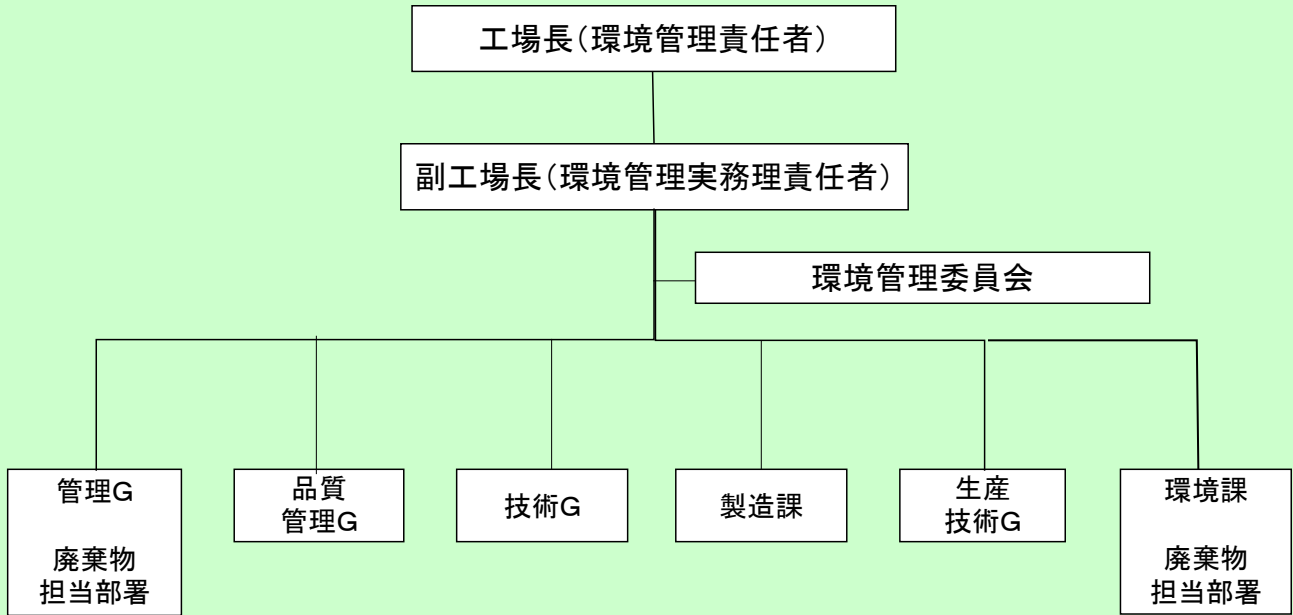 工場長（環境管理責任者）
副工場長（環境管理実務理責任者）
環境管理委員会
管理G
廃棄物
担当部署
品質
管理G
技術G
製造課
生産
技術G
環境課
廃棄物
担当部署